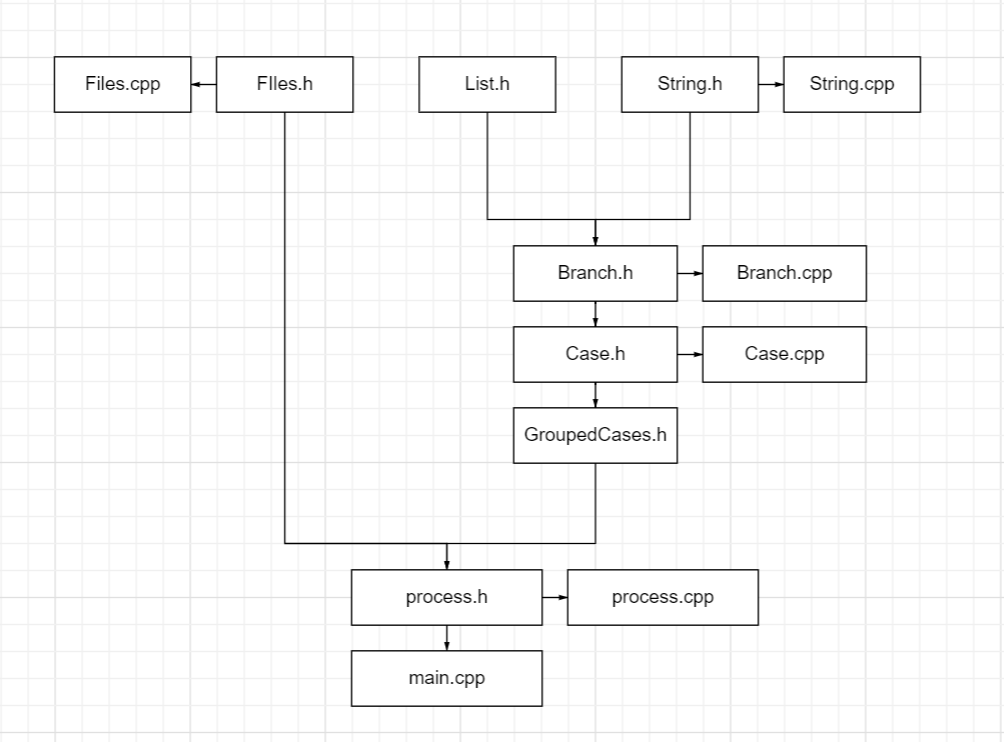 Files.cpp
FIles.h
List.h
String.h
String.cpp
Branch.h
Branch.cpp
Case.h
Case.cpp
GroupedCases.h
process.h
process.cpp
main.cpp